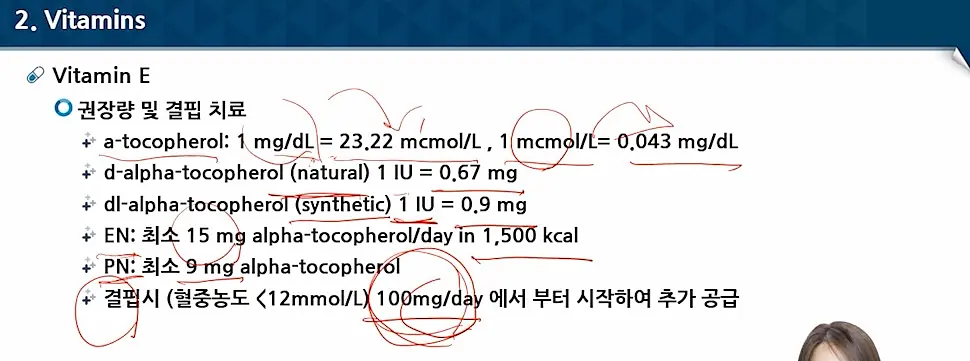 2. Vitamins
Vitamin E
권장량 및 결핍 치료
a-tocopherol: 1 mg/dL = 23.22 mcmol/L , 1 mcmol/L= 0.043 mg/dL
d-alpha-tocopherol (natural) 1 IU = 0.67 mg
dl-alpha-tocopherol (synthetic) 1 IU = 0.9 mg
EN: 최소 15 mg alpha-tocopherol/day in 1,500 kcal
PN: 최소 9 mg alpha-tocopherol
결핍시 (혈중농도 <12mmol/L) 100mg/day 에서 부터 시작하여 추가 공급